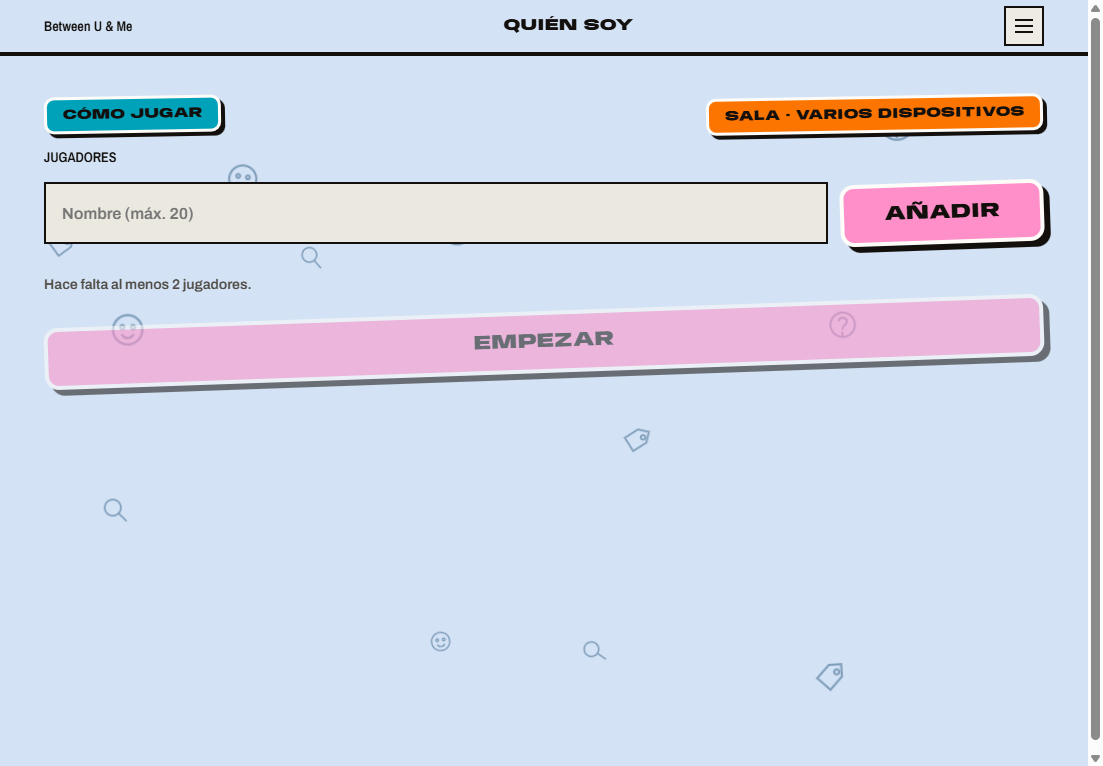 Between U & Me
QUIÉN SOY
CÓMO JUGAR
SALA · VARIOS DISPOSITIVOS
JUGADORES
Nombre (máx. 20)
AÑADIR
Hace falta al menos 2 jugadores.
EMPEZAR